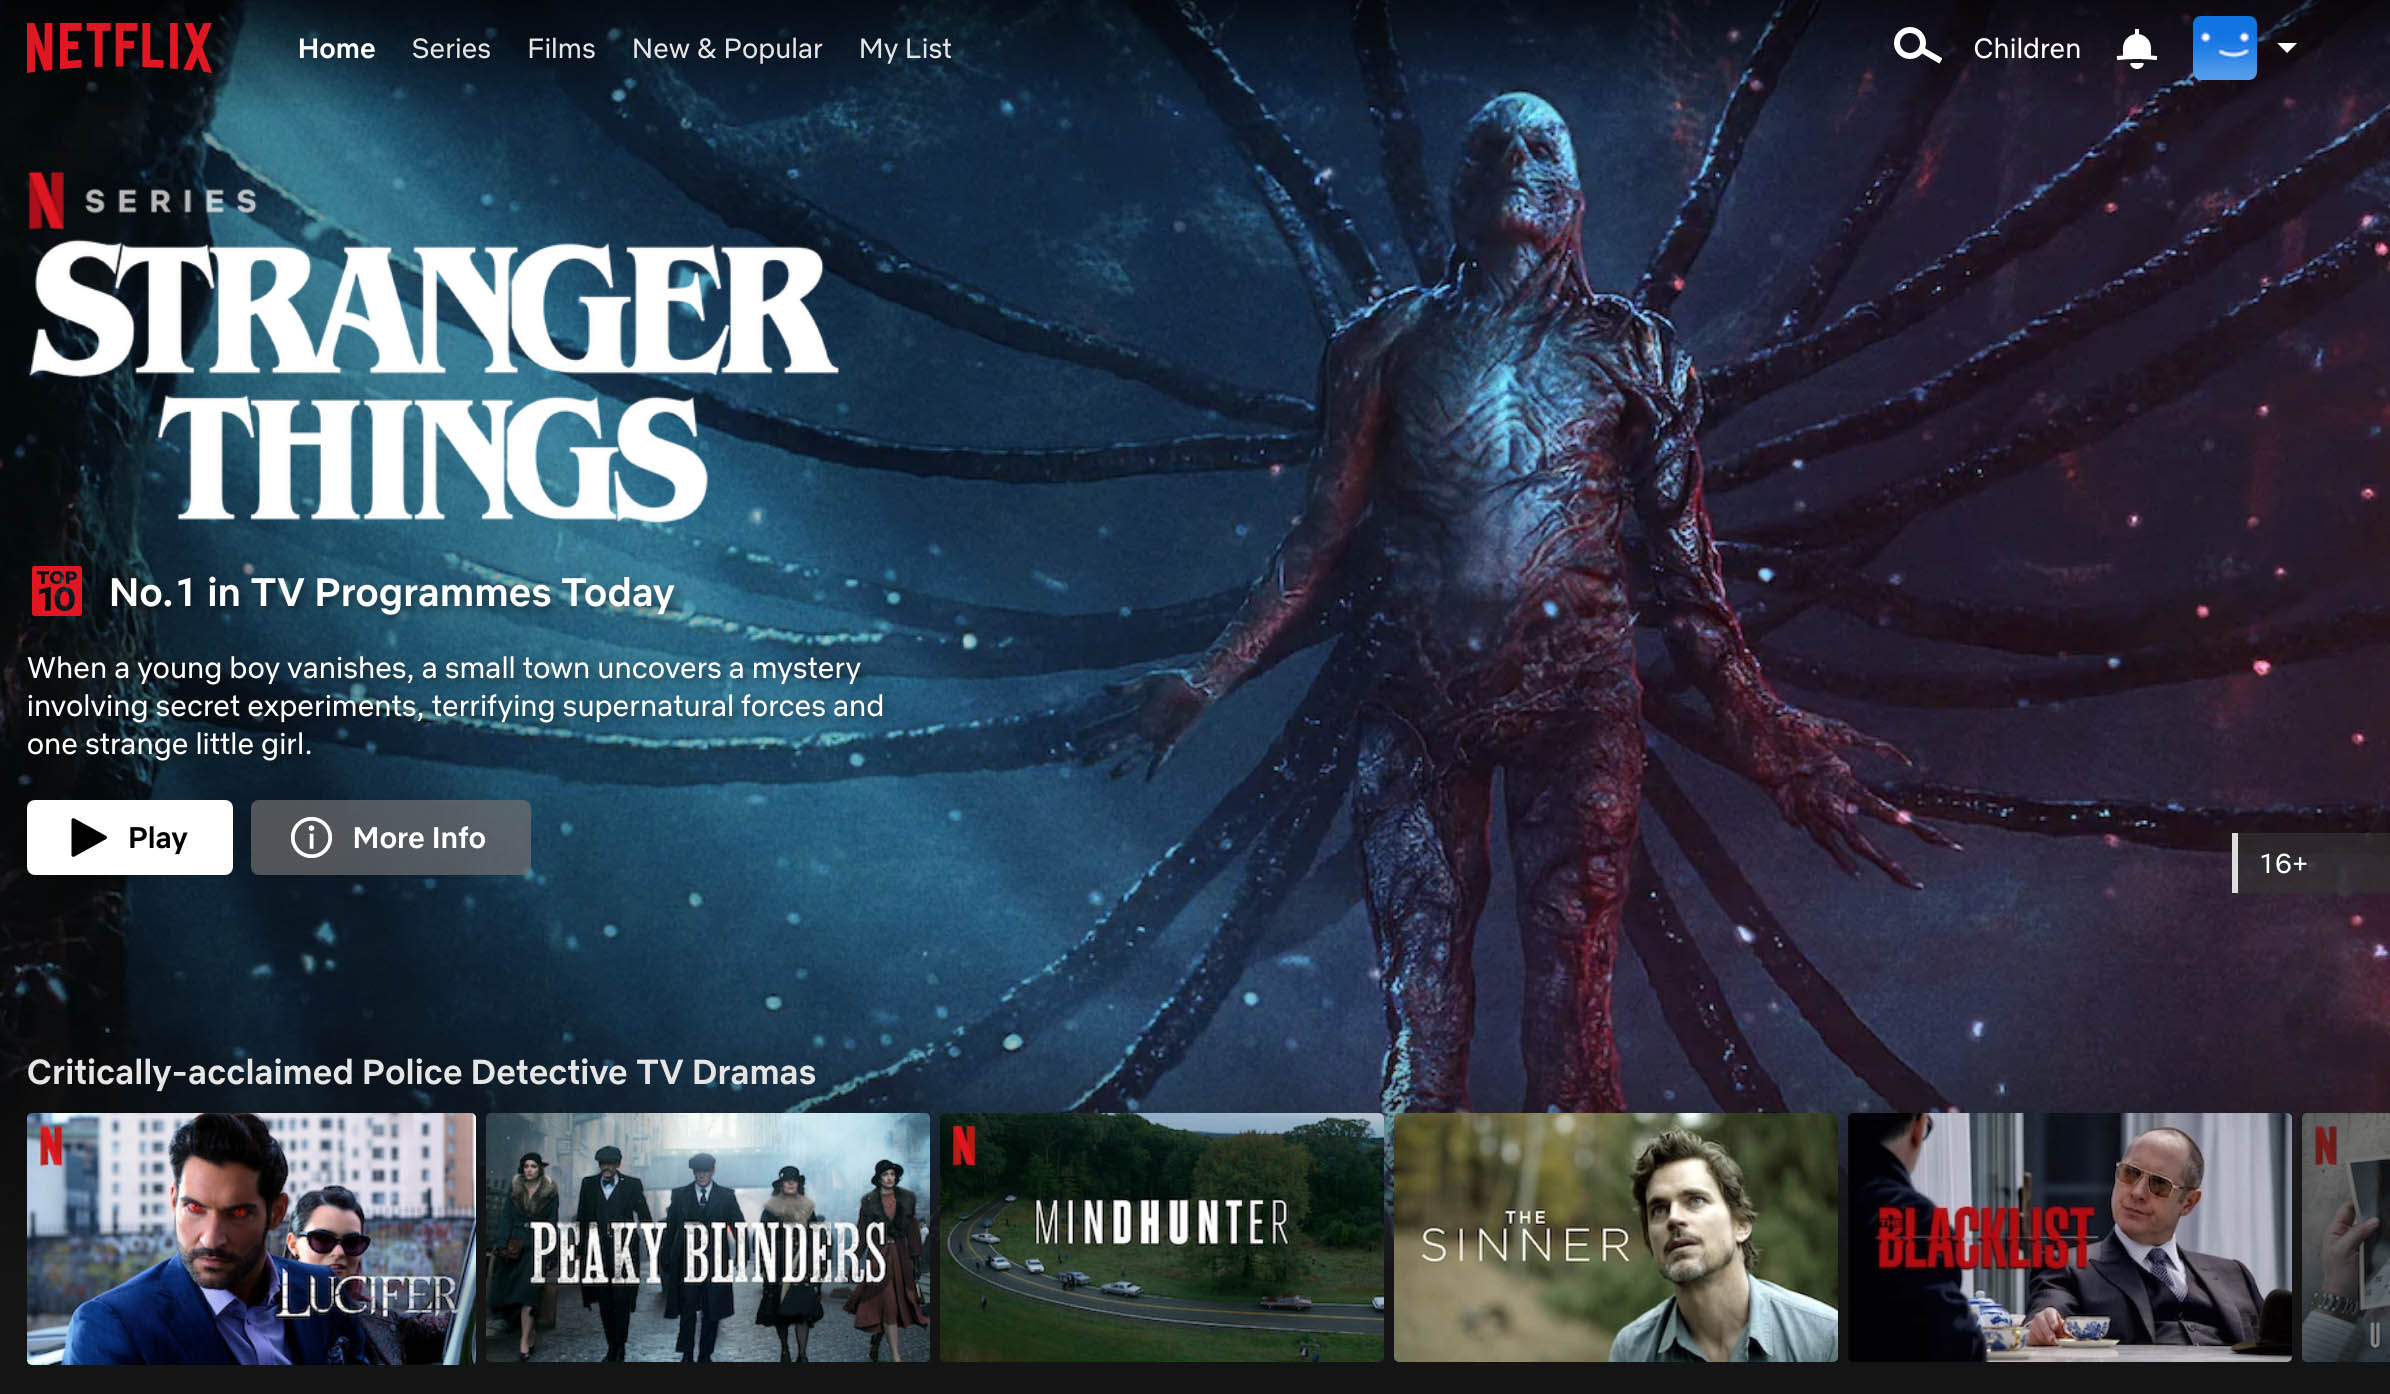 NETFLIX
Home Series Films New & Popular My List
Children
N SERIES
STRANGER
THINGS
TOP
10
No.1 in TV Programmes Today
When a young boy vanishes, a small town uncovers a mystery
involving secret experiments, terrifying supernatural forces and
one strange little girl.
Play
More Info
16+
Critically-acclaimed Police Detective TV Dramas
N
LUCIFER
PEAKY BLINDERS
N
MINDHUNTER
THE
SINNER
THE
BLACKLIST
N
U